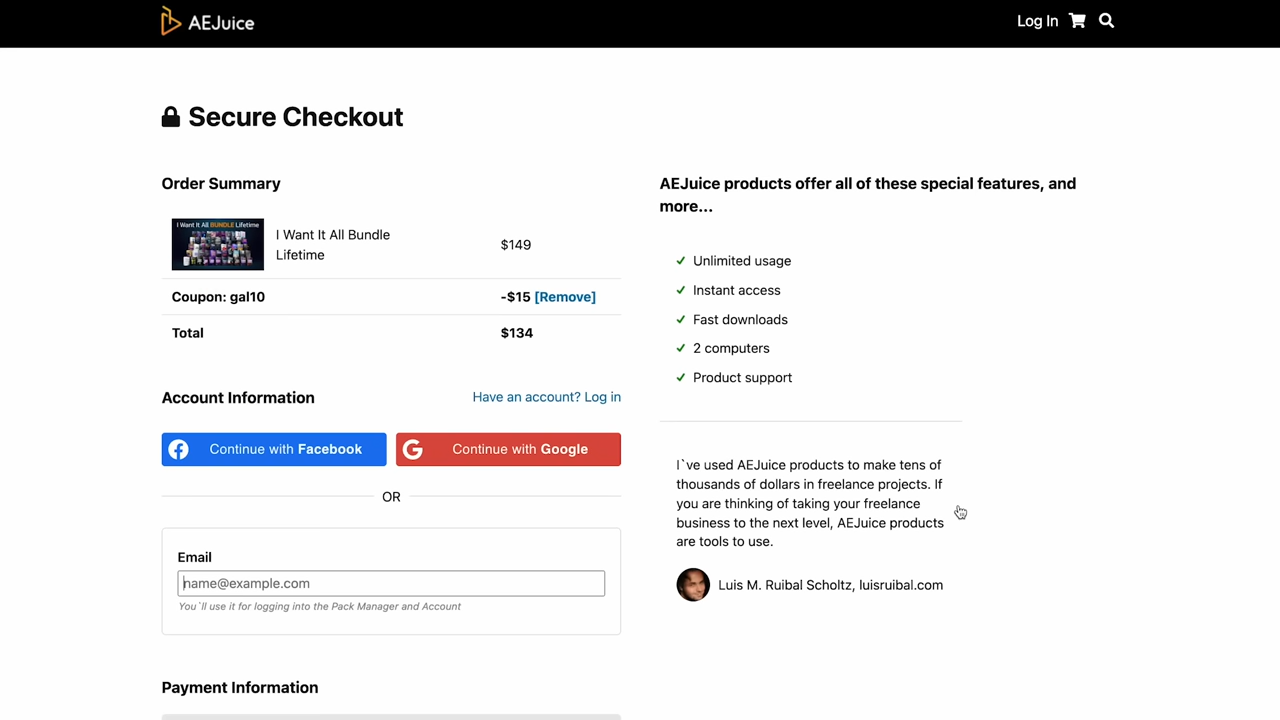 AEJuice
Log In
Secure Checkout
Order Summary
I Want It All BUNDLE Lifetime
I Want It All Bundle
Lifetime
$149
Coupon: gal10
-$15 [Remove]
Total
$134
Account Information
Have an account? Log in
Continue with Facebook
Continue with Google
OR
Email
name@example.com
You`ll use it for logging into the Pack Manager and Account
Payment Information
AEJuice products offer all of these special features, and
more...
Unlimited usage
Instant access
Fast downloads
2 computers
Product support
I`ve used AEJuice products to make tens of
thousands of dollars in freelance projects. If
you are thinking of taking your freelance
business to the next level, AEJuice products
are tools to use.
Luis M. Ruibal Scholtz, luisruibal.com